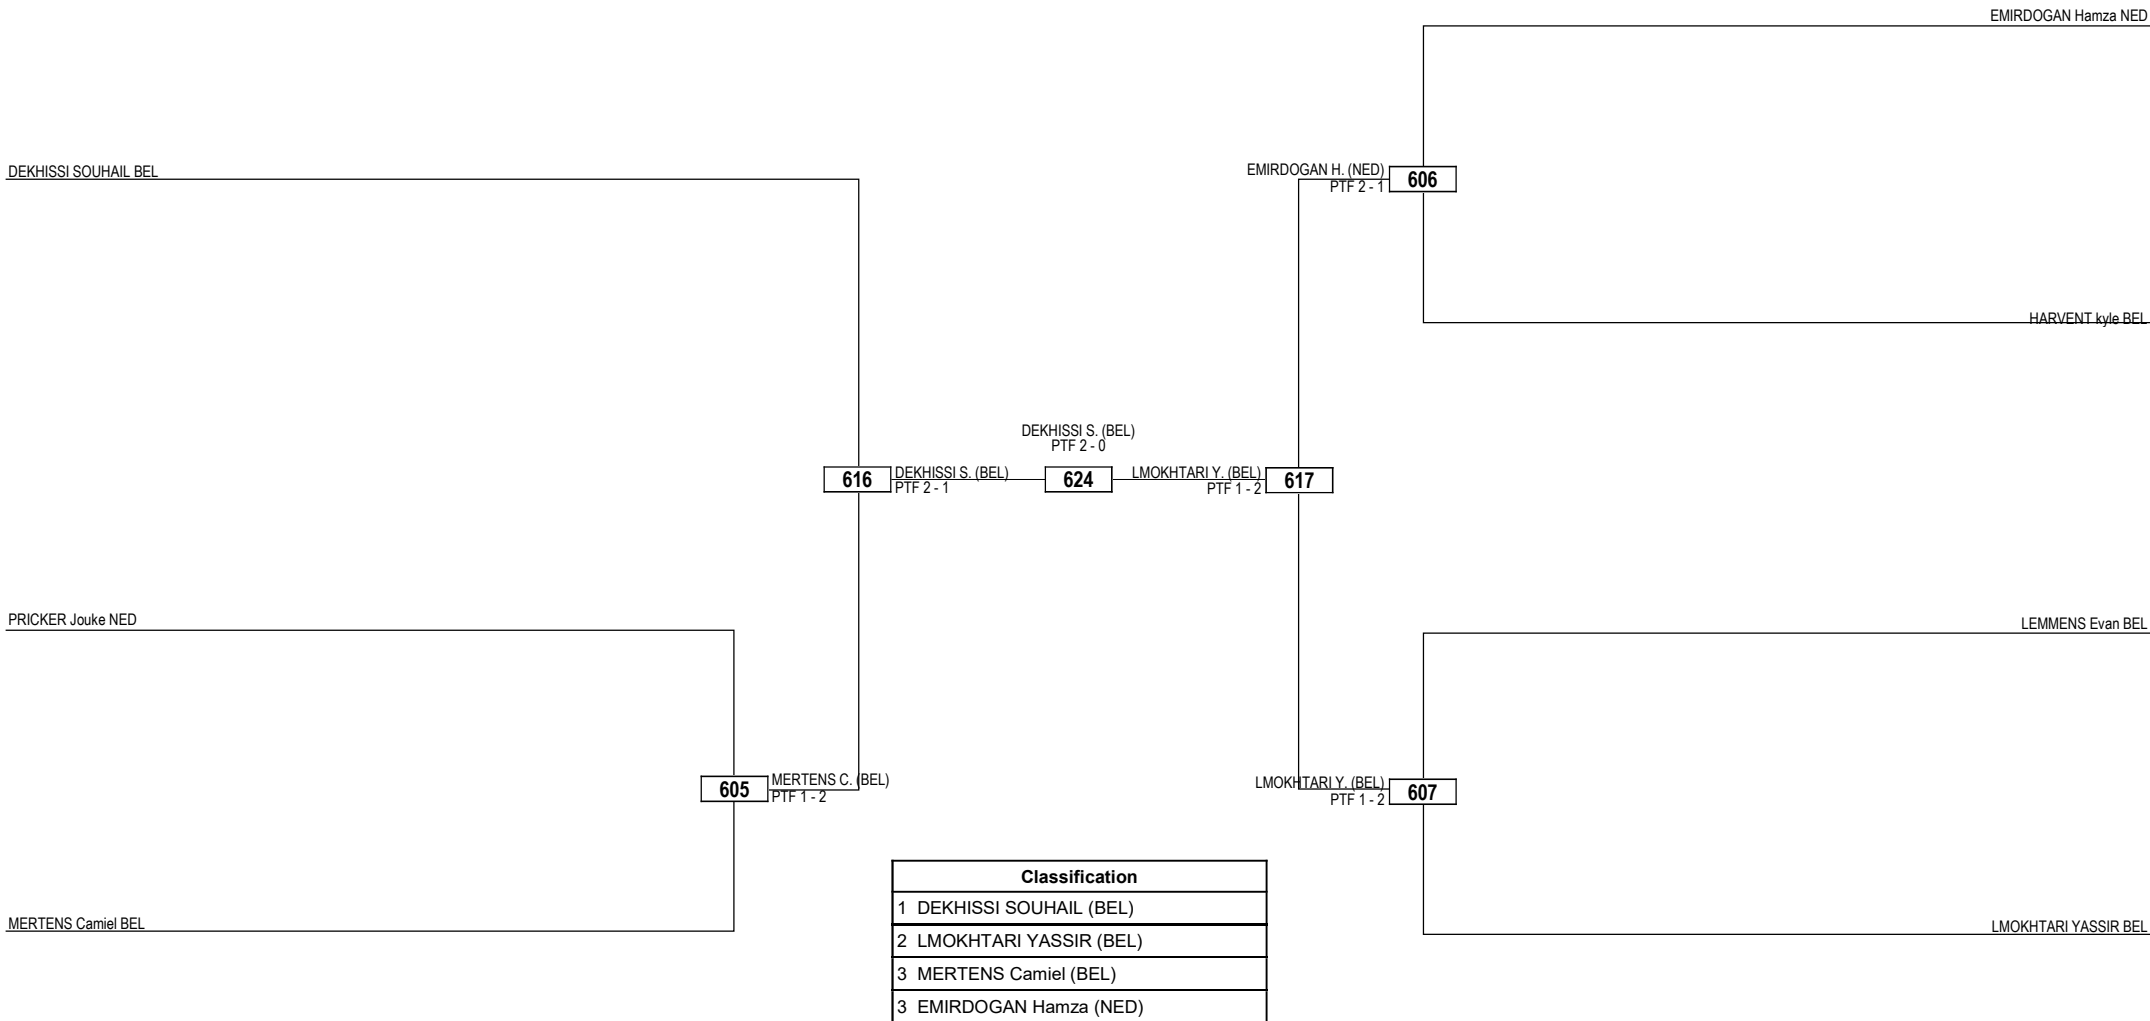 EMIRDOGAN Hamza NED
DEKHISSI SOUHAIL BEL
EMIRDOGAN H. (NED)
PTF 2 - 1
606
HARVENT kyle BEL
DEKHISSI S. (BEL)
PTF 2 - 0
616
DEKHISSI S. (BEL)
PTF 2 - 1
624
LMOKHTARI Y. (BEL)
PTF 1 - 2
617
PRICKER Jouke NED
LEMMENS Evan BEL
605
MERTENS C. (BEL)
PTF 1 - 2
LMOKHTARI Y. (BEL)
PTF 1 - 2
607
MERTENS Camiel BEL
LMOKHTARI YASSIR BEL
Classification
1 DEKHISSI SOUHAIL (BEL)
2 LMOKHTARI YASSIR (BEL)
3 MERTENS Camiel (BEL)
3 EMIRDOGAN Hamza (NED)